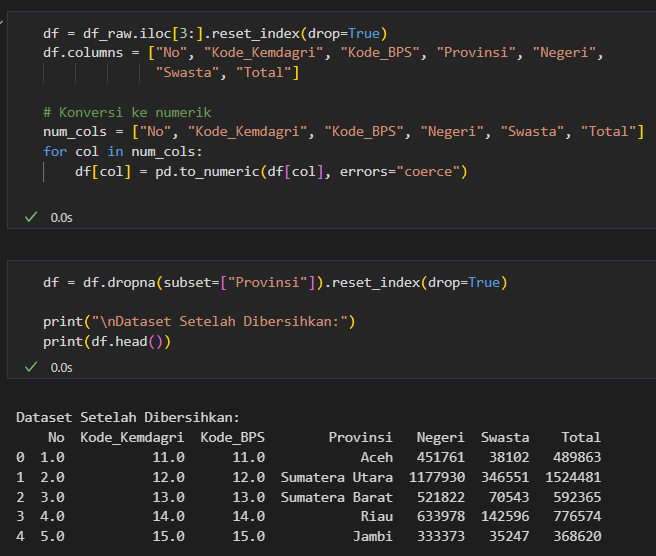 df = df_raw.iloc[3:].reset_index(drop=True)
df.columns = ["No", "Kode_Kemdagri", "Kode_BPS", "Provinsi", "Negeri",
"Swasta", "Total"]
# Konversi ke numerik
num_cols = ["No", "Kode_Kemdagri", "Kode_BPS", "Negeri", "Swasta", "Total"]
for col in num_cols:
    df[col] = pd.to_numeric(df[col], errors="coerce")
✓ 0.0s
df = df.dropna(subset=["Provinsi"]).reset_index(drop=True)
print("\nDataset Setelah Dibersihkan:")
print(df.head())
✓ 0.0s
Dataset Setelah Dibersihkan:
No Kode_Kemdagri Kode_BPS Provinsi Negeri Swasta Total
0 1.0 11.0 11.0 Aceh 451761 38102 489863
1 2.0 12.0 12.0 Sumatera Utara 1177930 346551 1524481
2 3.0 13.0 13.0 Sumatera Barat 521822 70543 592365
3 4.0 14.0 14.0 Riau 633978 142596 776574
4 5.0 15.0 15.0 Jambi 333373 35247 368620